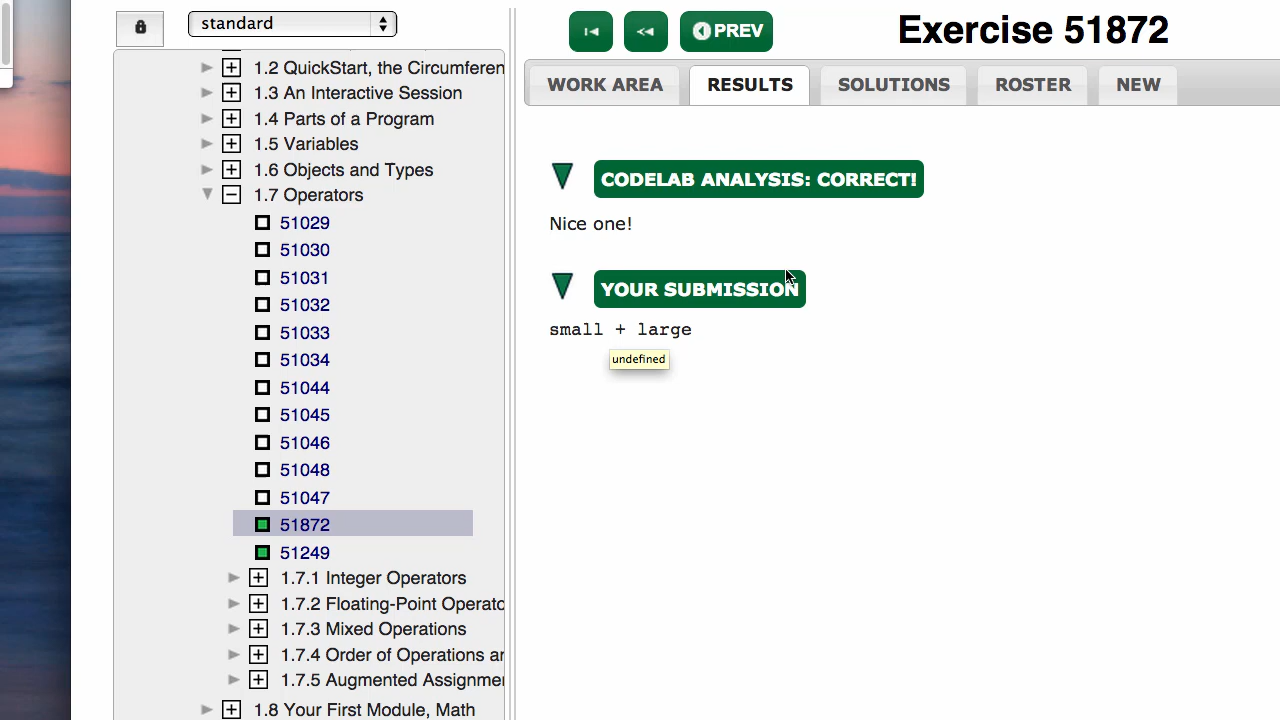 standard
1.2 QuickStart, the Circumferen
1.3 An Interactive Session
1.4 Parts of a Program
1.5 Variables
1.6 Objects and Types
1.7 Operators
51029
51030
51031
51032
51033
51034
51044
51045
51046
51048
51047
51872
51249
1.7.1 Integer Operators
1.7.2 Floating-Point Operato
1.7.3 Mixed Operations
1.7.4 Order of Operations ar
1.7.5 Augmented Assignmer
1.8 Your First Module, Math
PREV
Exercise 51872
WORK AREA RESULTS SOLUTIONS ROSTER NEW
CODELAB ANALYSIS: CORRECT!
Nice one!
YOUR SUBMISSION
small + large
undefined